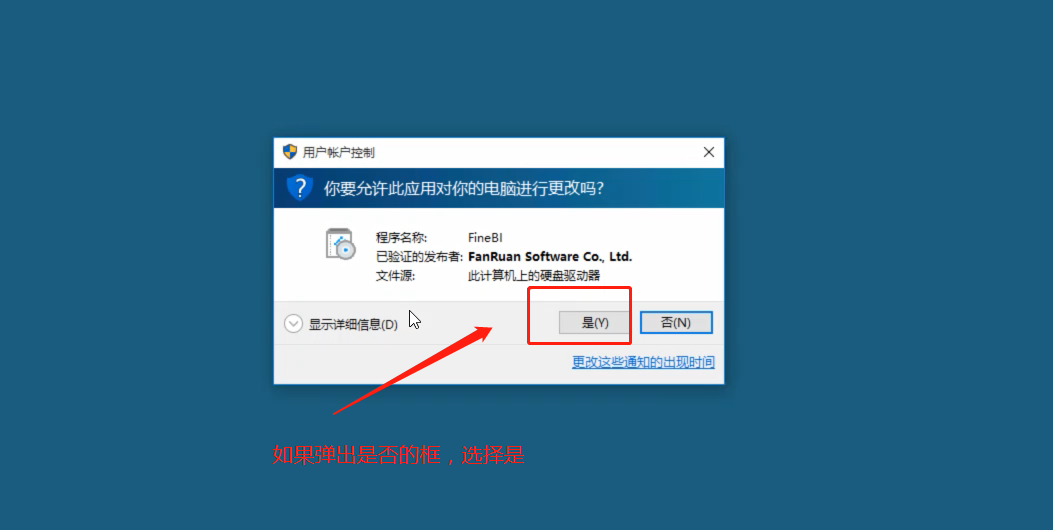 用户帐户控制
你要允许此应用对你的电脑进行更改吗?
程序名称: FineBI
已验证的发布者: FanRuan Software Co., Ltd.
文件源: 此计算机上的硬盘驱动器
显示详细信息(D) 是(Y) 否(N)
更改这些通知的出现时间
如果弹出是否的框，选择是